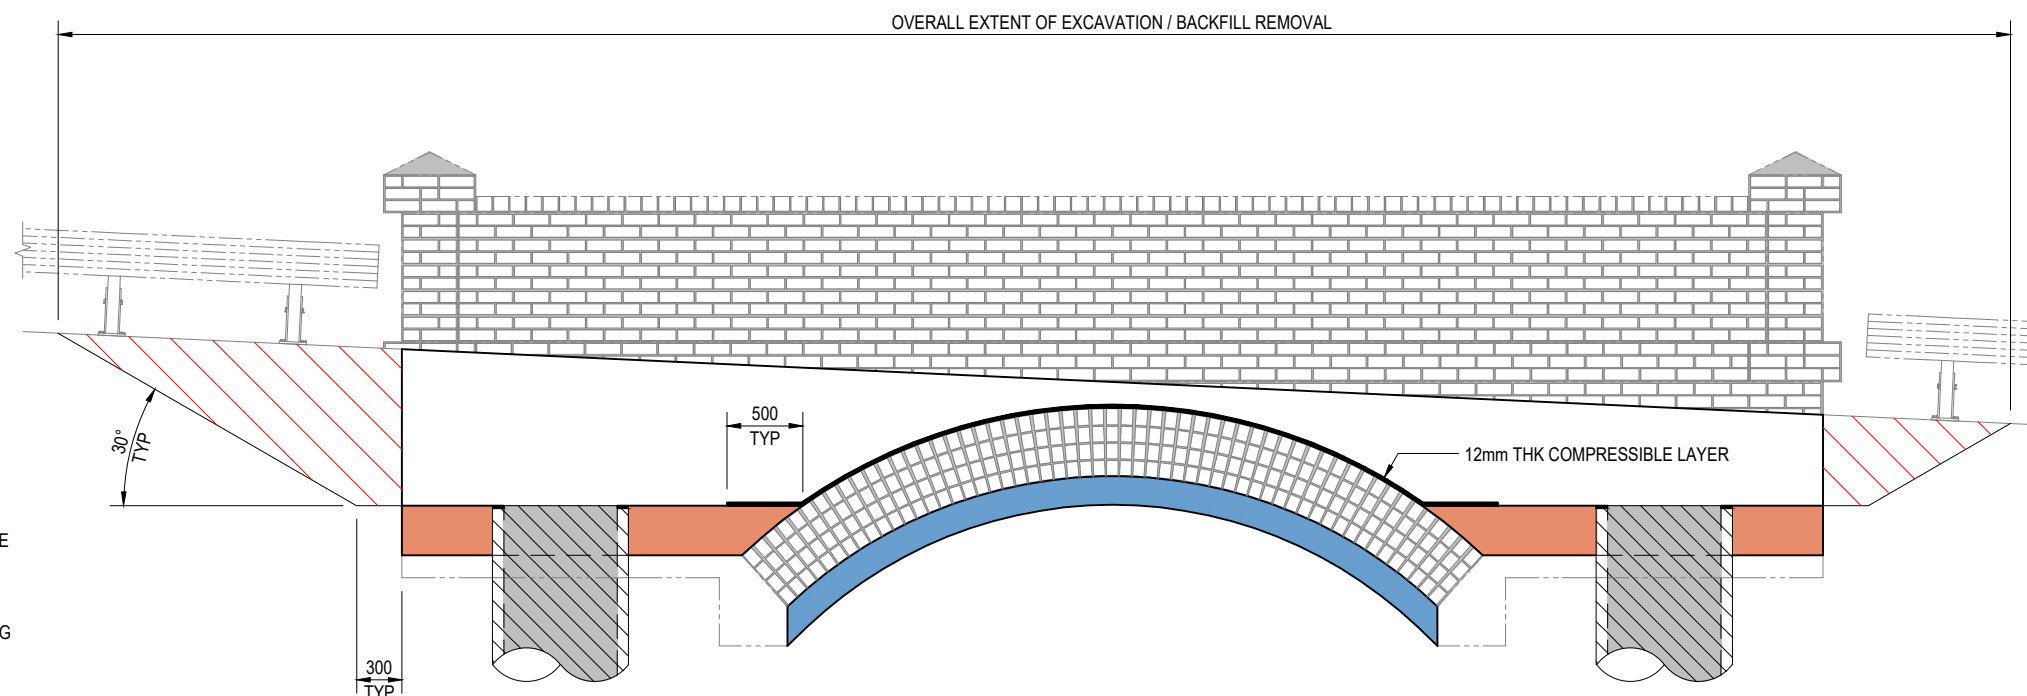 OVERALL EXTENT OF EXCAVATION / BACKFILL REMOVAL
500
TYP
12mm THK COMPRESSIBLE LAYER
30°
TYP
E
G
300
TYP